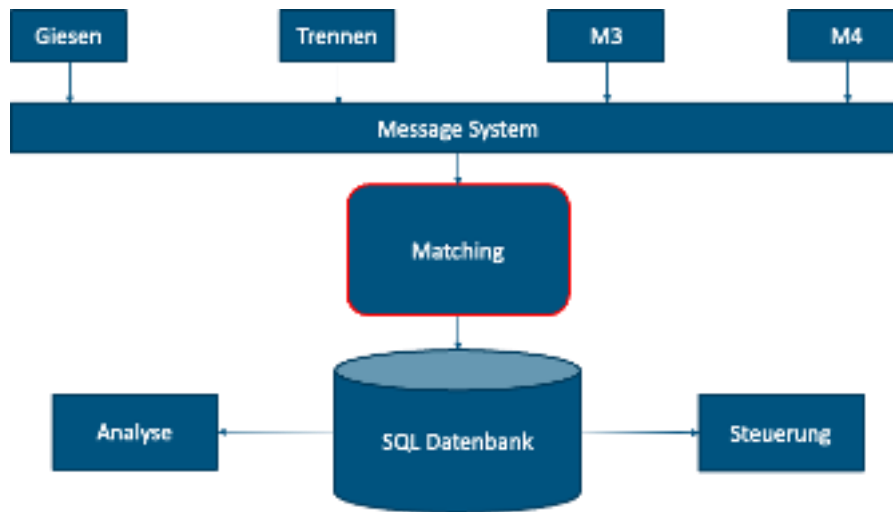 Giesen
Trennen
M3
M4
Message System
Matching
SQL Datenbank
Analyse
Steuerung